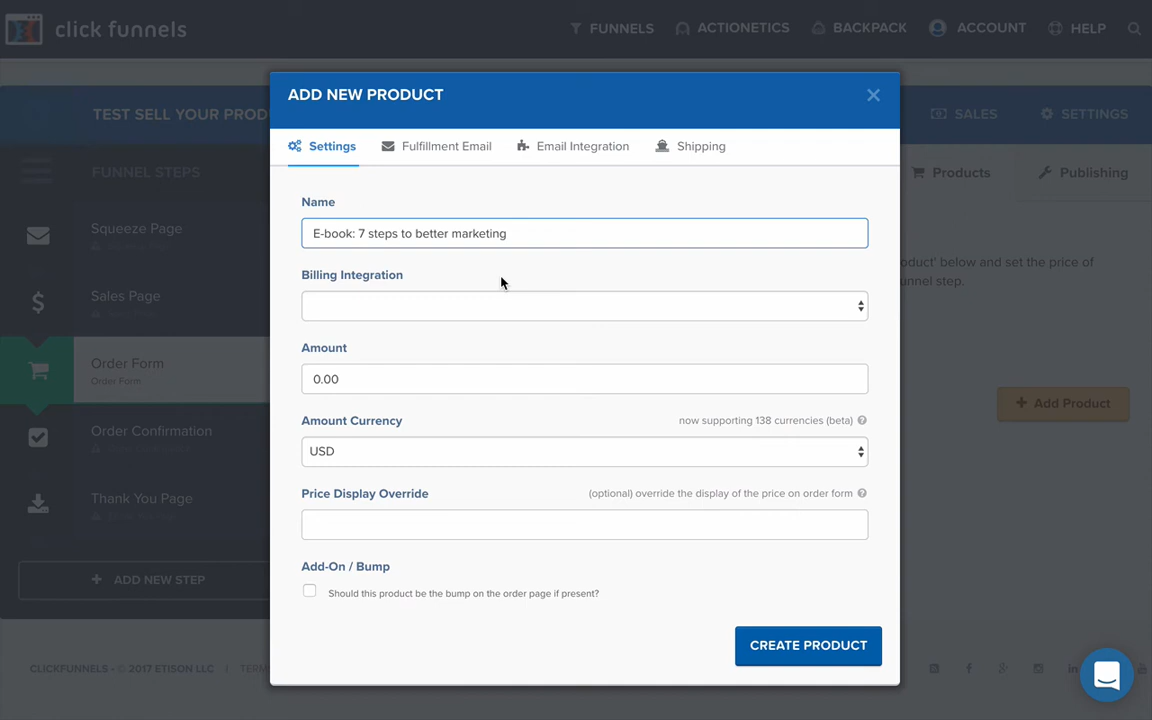 click funnels
FUNNELS
ACTIONETICS
BACKPACK
ACCOUNT
HELP
TEST SELL YOUR PROD
SALES
SETTINGS
ADD NEW PRODUCT
Settings
Fulfillment Email
Email Integration
Shipping
FUNNEL STEPS
Products
Publishing
Name
E-book: 7 steps to better marketing
Squeeze Page
oduct' below and set the price of
unnel step.
Billing Integration
Sales Page
Amount
0.00
Order Form
Order Form
Add Product
Amount Currency
now supporting 138 currencies (beta)
USD
Order Confirmation
Price Display Override
(optional) override the display of the price on order form
Thank You Page
Add-On / Bump
Should this product be the bump on the order page if present?
+ ADD NEW STEP
CREATE PRODUCT
CLICKFUNNELS - © 2017 ETISON LLC | TERM